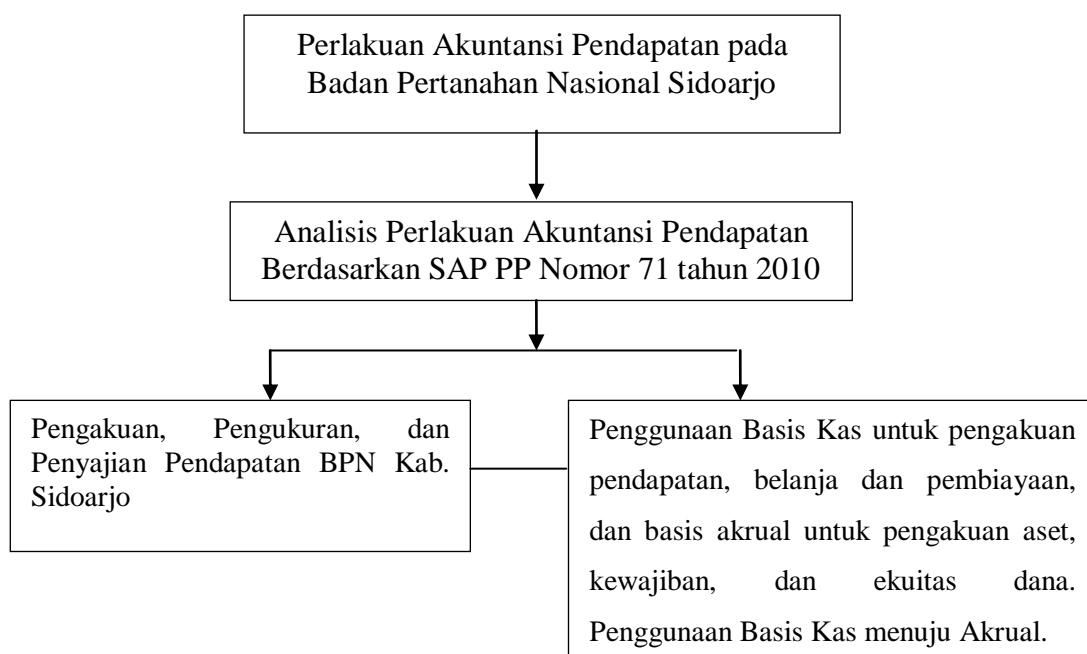 Perlakuan Akuntansi Pendapatan pada
Badan Pertanahan Nasional Sidoarjo
Analisis Perlakuan Akuntansi Pendapatan
Berdasarkan SAP PP Nomor 71 tahun 2010
Pengakuan, Pengukuran, dan
Penyajian Pendapatan BPN Kab.
Sidoarjo
Penggunaan Basis Kas untuk pengakuan
pendapatan, belanja dan pembiayaan,
dan basis akrual untuk pengakuan aset,
kewajiban, dan ekuitas dana.
Penggunaan Basis Kas menuju Akrual.